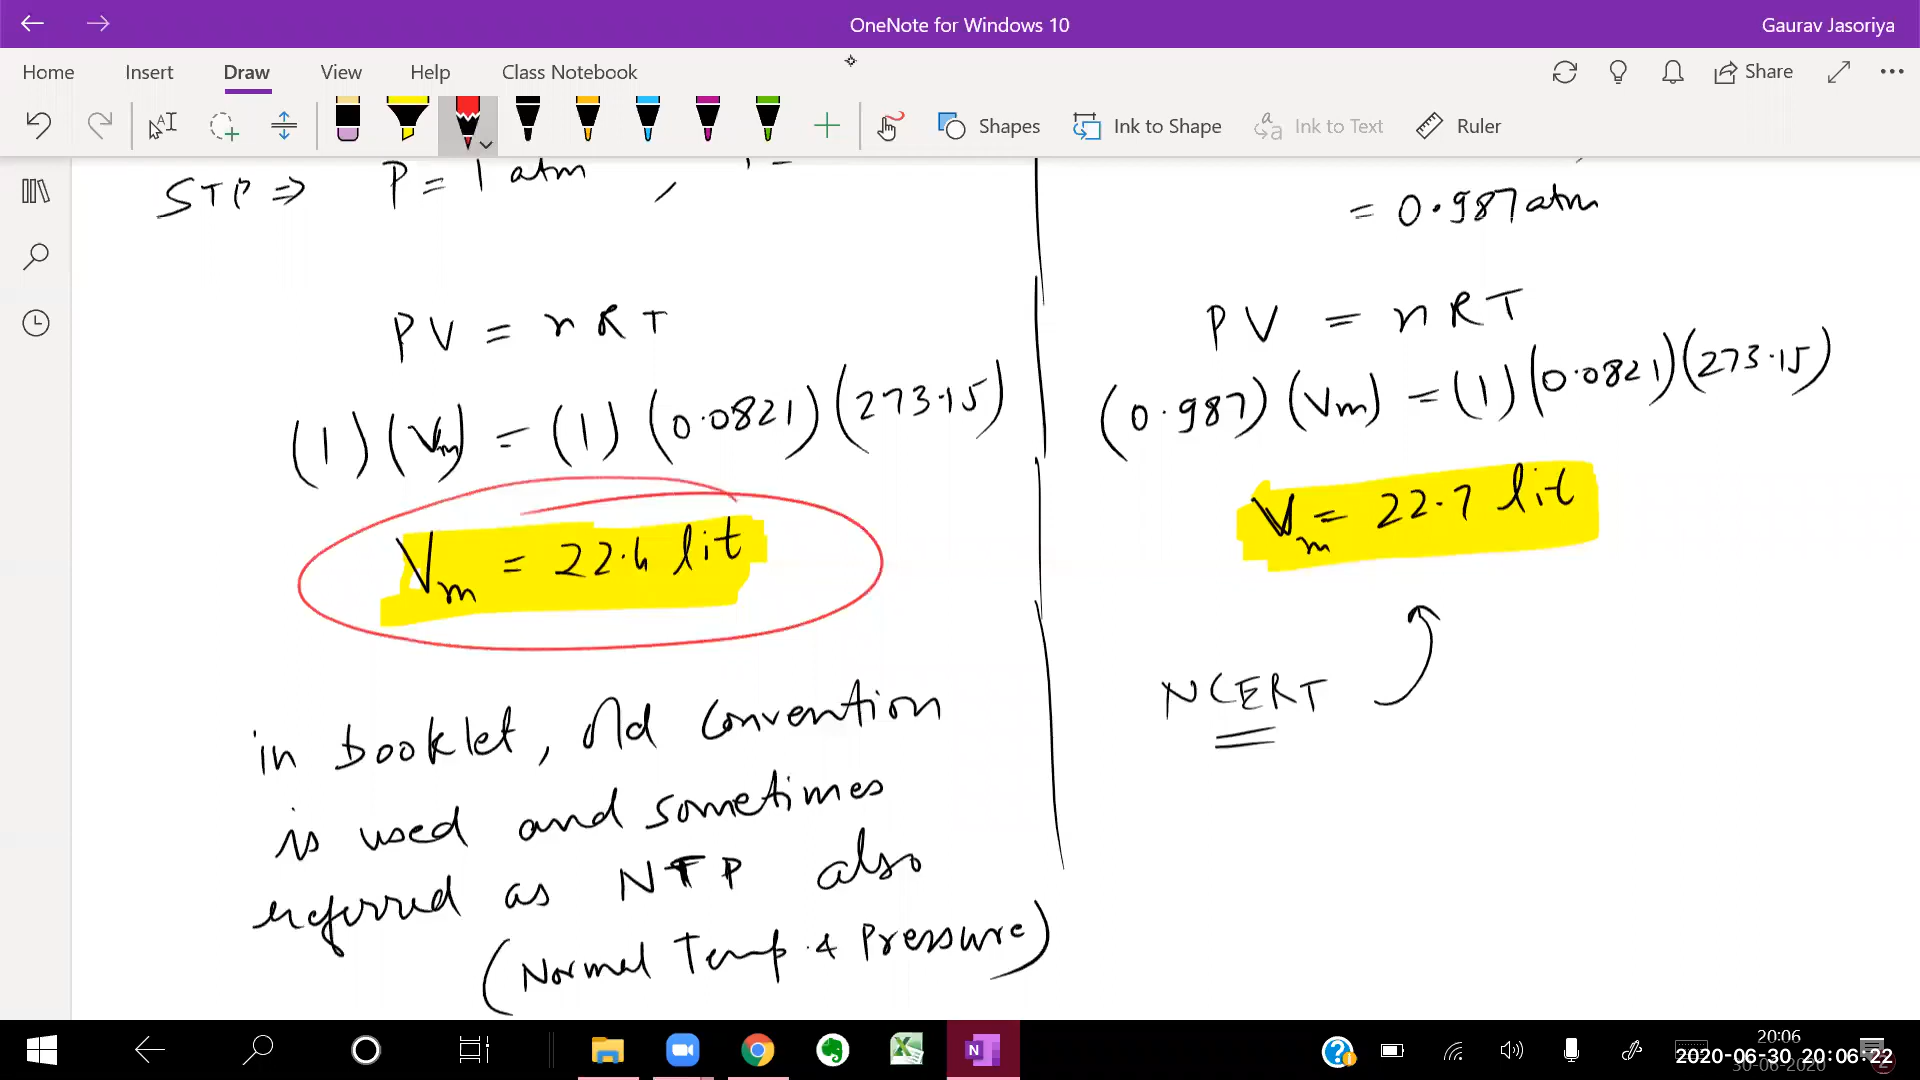 OneNote for Windows 10
Gaurav Jasoriya
Home Insert Draw View Help Class Notebook
Share
Shapes Ink to Shape Ink to Text Ruler
STP ⇒ P = 1 atm ,
PV = nRT
(1) (Vm) = (1) (0.0821) (273.15)
Vm = 22.4 lit
in booklet, old convention
is used and sometimes
referred as NTP also
(Normal Temp. & Pressure)
= 0.987 atm
PV = nRT
(0.987) (Vm) = (1) (0.0821) (273.15)
Vm = 22.7 lit
NCERT
20:06
2020-06-30 20:06:22
30-06-2020